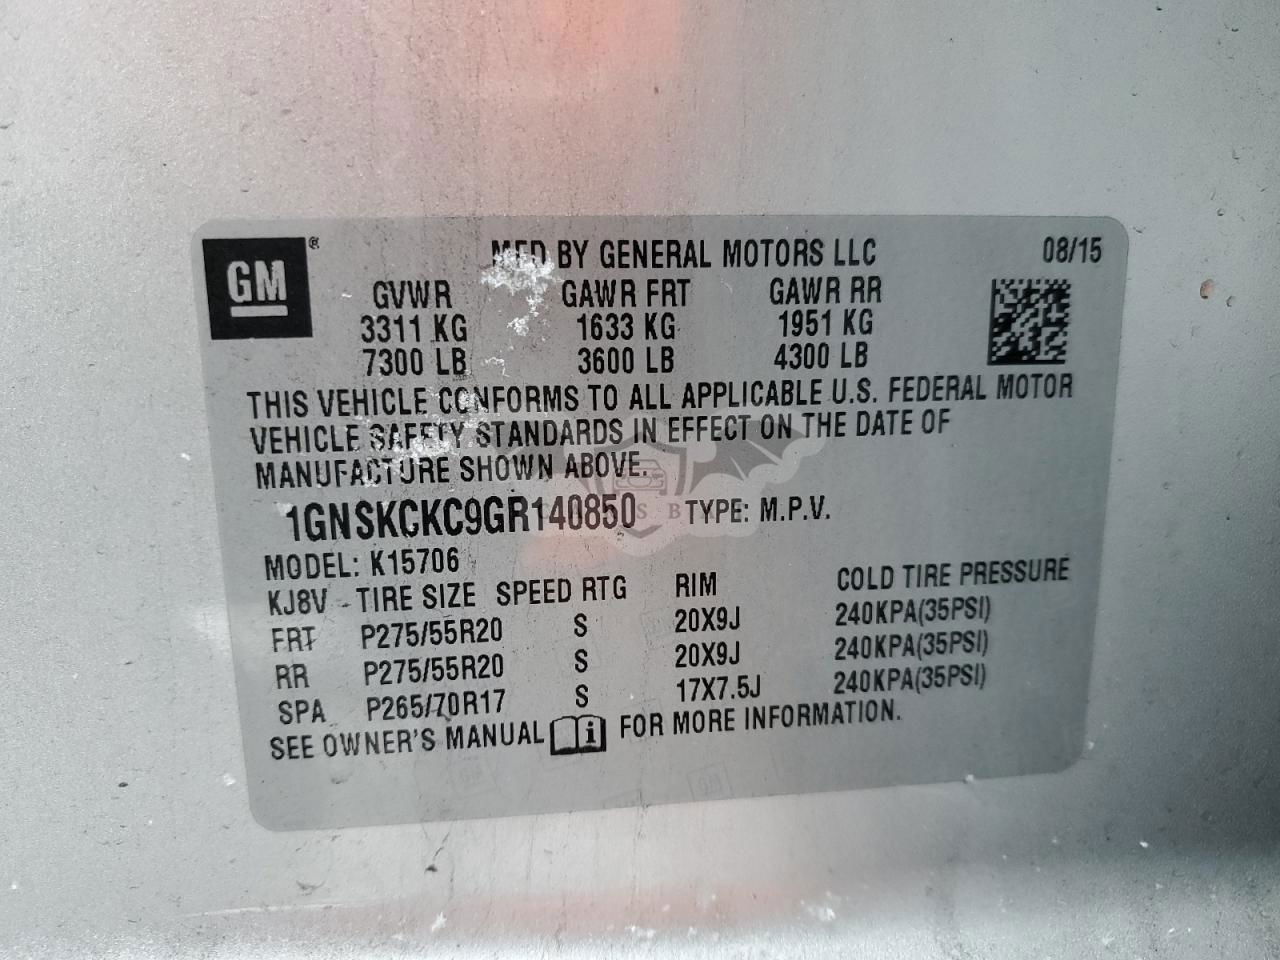 GM ® MFD BY GENERAL MOTORS LLC 08/15
GVWR GAWR FRT GAWR RR
3311 KG 1633 KG 1951 KG
7300 LB 3600 LB 4300 LB
THIS VEHICLE CONFORMS TO ALL APPLICABLE U.S. FEDERAL MOTOR
VEHICLE SAFETY STANDARDS IN EFFECT ON THE DATE OF
MANUFACTURE SHOWN ABOVE.
1GNSKCKC9GR140850 TYPE: M.P.V.
MODEL: K15706
KJ8V - TIRE SIZE SPEED RTG RIM COLD TIRE PRESSURE
FRT P275/55R20 S 20X9J 240KPA(35PSI)
RR P275/55R20 S 20X9J 240KPA(35PSI)
SPA P265/70R17 S 17X7.5J 240KPA(35PSI)
SEE OWNER'S MANUAL i FOR MORE INFORMATION.